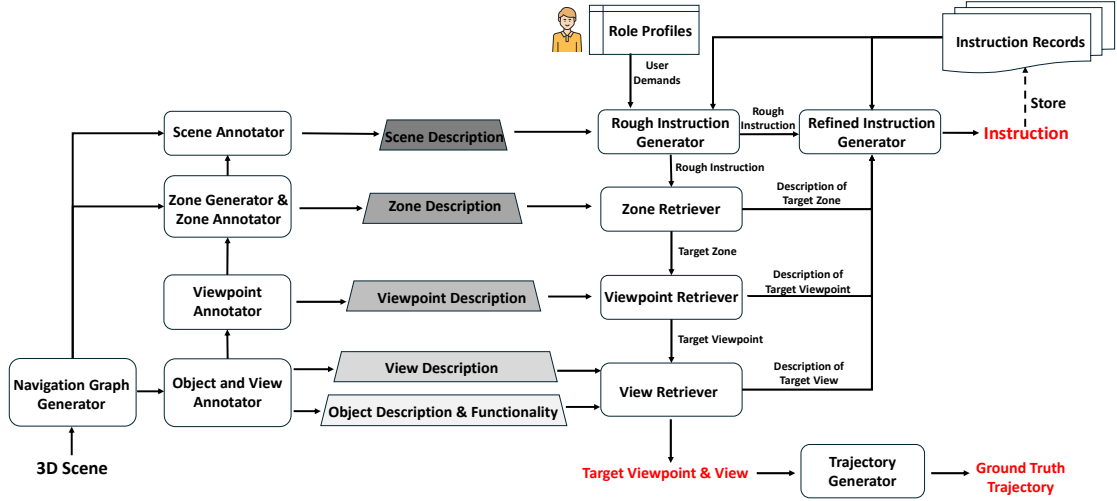 Role Profiles
Instruction Records
User
Demands
Store
Scene Annotator
Scene Description
Rough Instruction
Generator
Rough
Instruction
Refined Instruction
Generator
Instruction
Rough Instruction
Zone Generator &
Zone Annotator
Zone Description
Zone Retriever
Description of
Target Zone
Target Zone
Viewpoint
Annotator
Viewpoint Description
Viewpoint Retriever
Description of
Target Viewpoint
Target Viewpoint
Navigation Graph
Generator
Object and View
Annotator
View Description
Object Description & Functionality
View Retriever
Description of
Target View
3D Scene
Target Viewpoint & View
Trajectory
Generator
Ground Truth
Trajectory